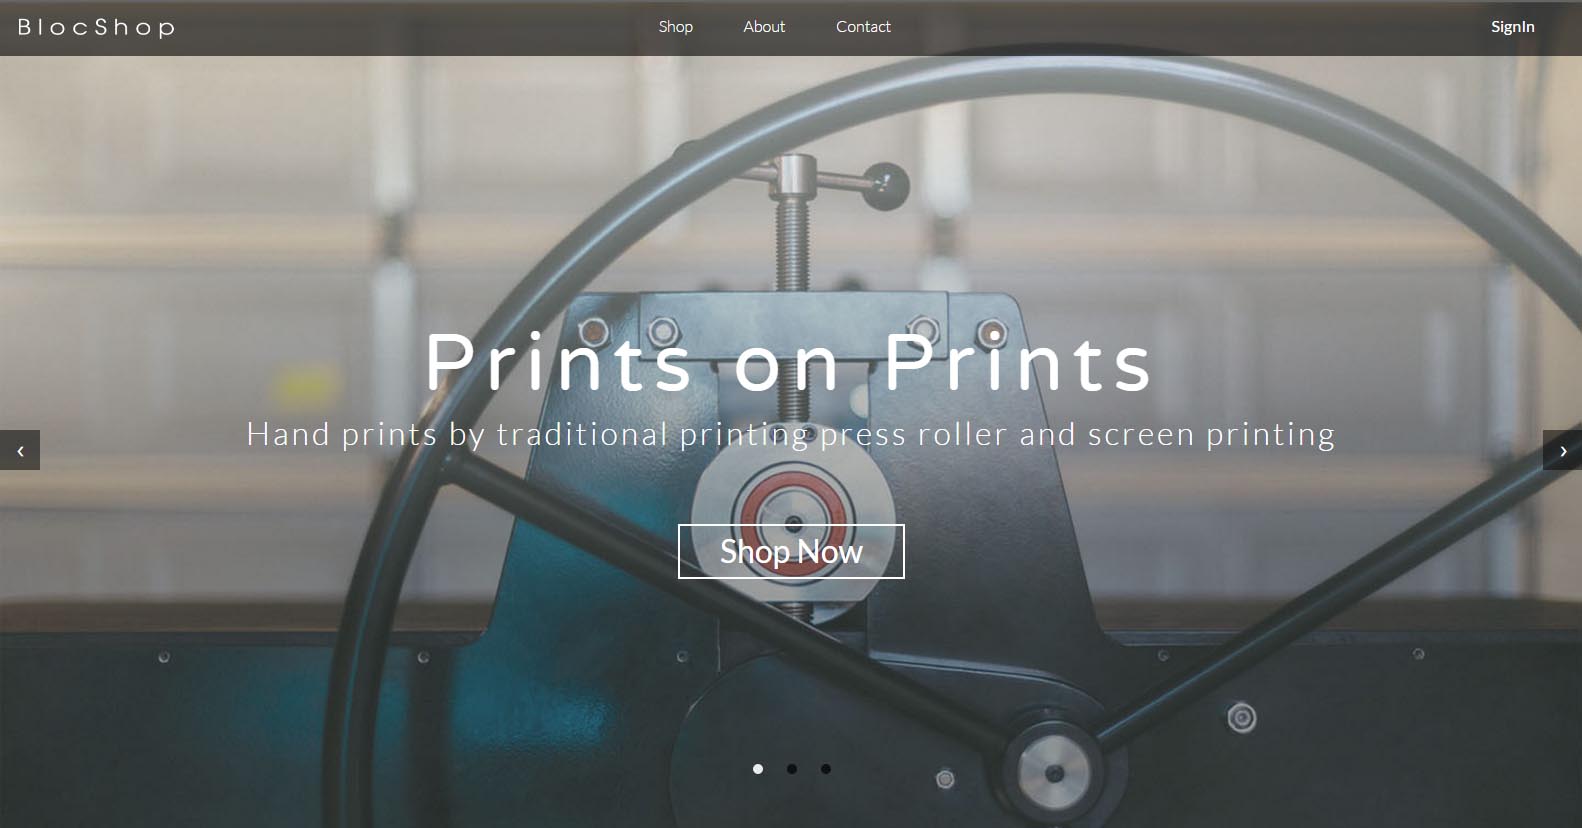 BlocShop
Shop
About
Contact
SignIn
Prints on Prints
Hand prints by traditional printing press roller and screen printing
Shop Now